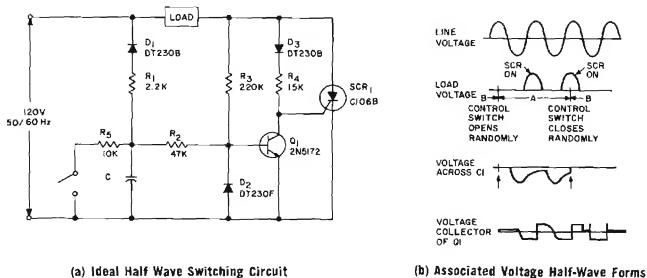 LOAD
D1
DT230B
D3
DT230B
R1
2.2K
R3
220K
R4
15K
SCR1
C106B
120V
50/60 Hz
R5
10K
R2
47K
Q1
2N5172
C
D2
DT230F
(a) Ideal Half Wave Switching Circuit
LINE
VOLTAGE
SCR
ON
SCR
ON
LOAD
VOLTAGE
B
A
B
CONTROL
SWITCH
OPENS
RANDOMLY
CONTROL
SWITCH
CLOSES
RANDOMLY
VOLTAGE
ACROSS C1
VOLTAGE
COLLECTOR
OF Q1
(b) Associated Voltage Half-Wave Forms